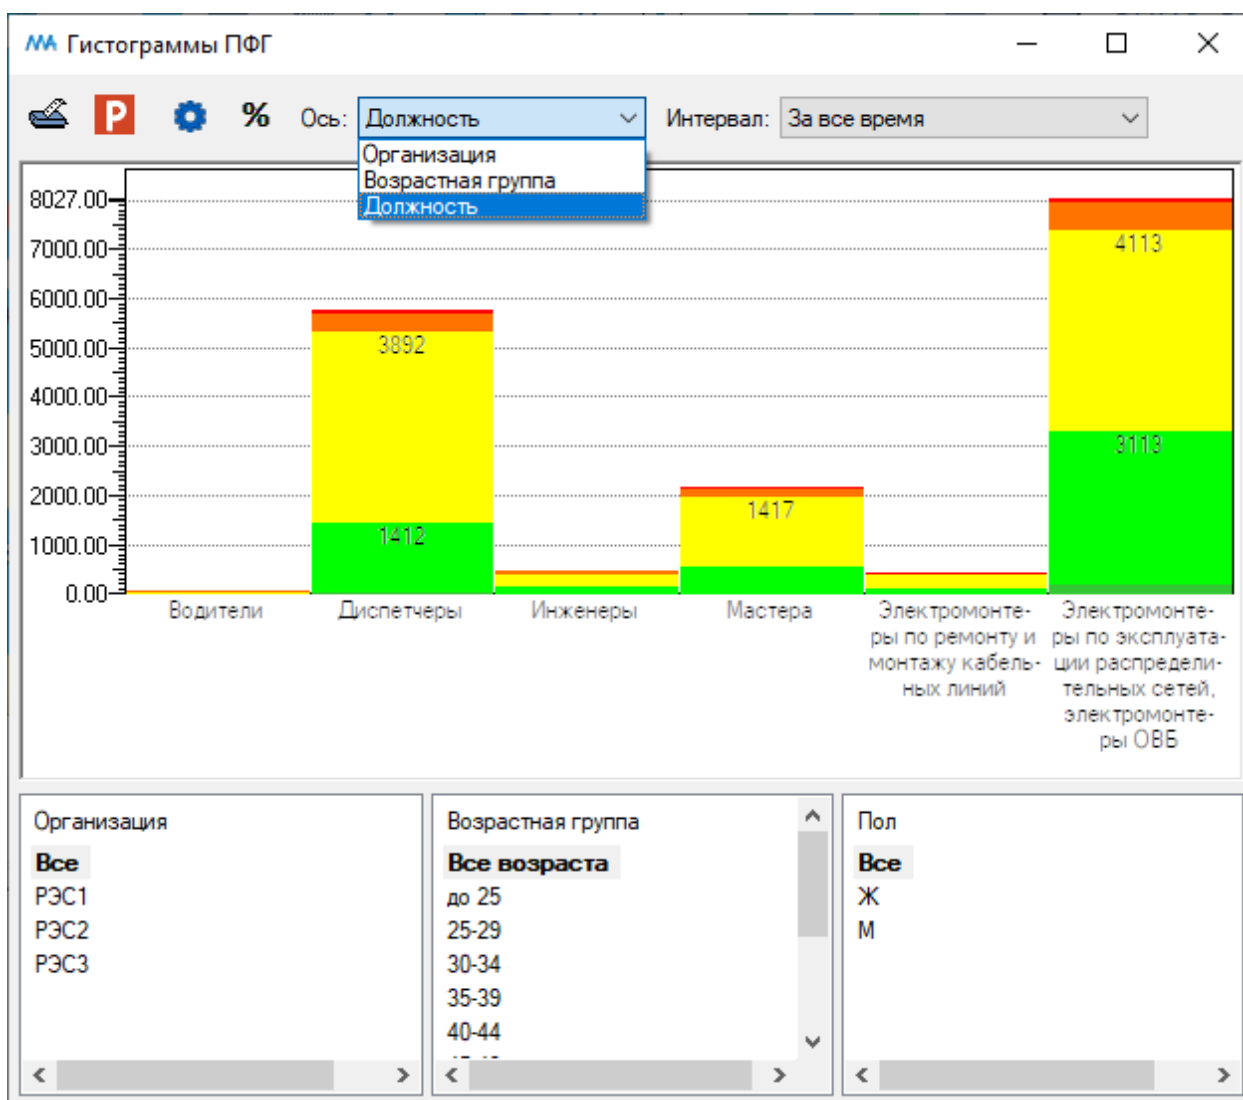 Гистограммы ПФГ
P
%
Ось:
Должность
Интервал:
За все время
Организация
Возрастная группа
Должность
8027.00
7000.00
6000.00
5000.00
4000.00
3000.00
2000.00
1000.00
0.00
3892
1412
1417
4113
3113
Водители
Диспетчеры
Инженеры
Мастера
Электромонте-
ры по ремонту и
монтажу кабель-
ных линий
Электромонте-
ры по эксплуата-
ции распредели-
тельных сетей,
электромонте-
ры ОВБ
Организация
Все
РЭС1
РЭС2
РЭС3
Возрастная группа
Все возраста
до 25
25-29
30-34
35-39
40-44
Пол
Все
Ж
М